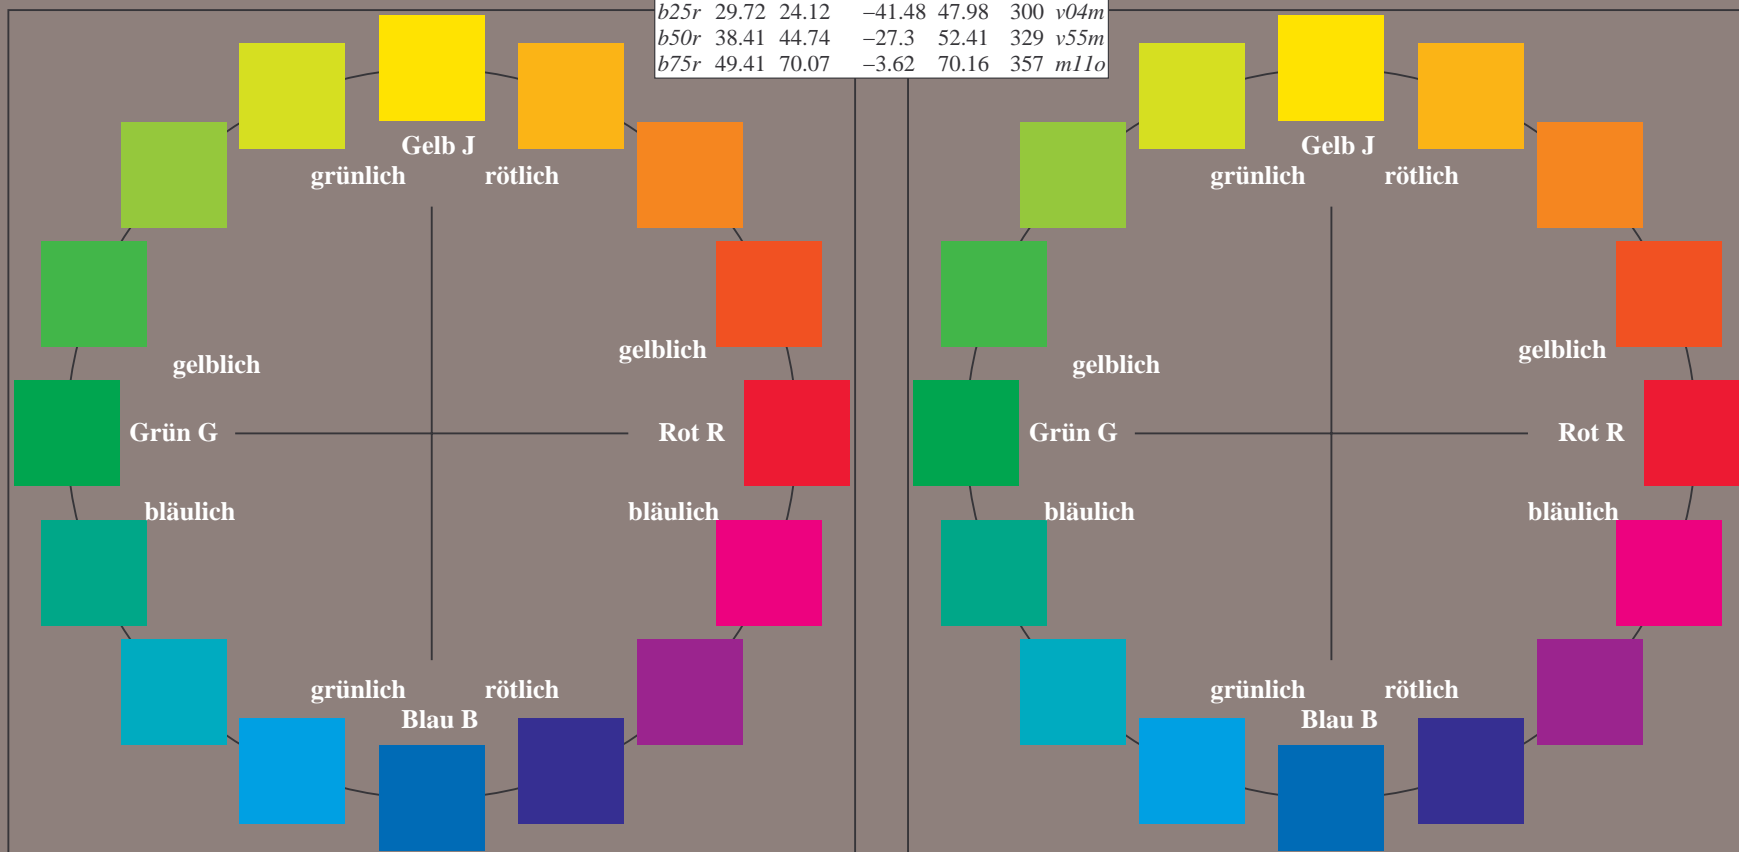 b25r 29.72 24.12 −41.48 47.98 300 v04m
b50r 38.41 44.74 −27.3 52.41 329 v55m
b75r 49.41 70.07 −3.62 70.16 357 m11o
Gelb J
grünlich rötlich
gelblich
gelblich
Grün G
Rot R
bläulich
bläulich
grünlich rötlich
Blau B
Gelb J
grünlich rötlich
gelblich
gelblich
Grün G
Rot R
bläulich
bläulich
grünlich rötlich
Blau B